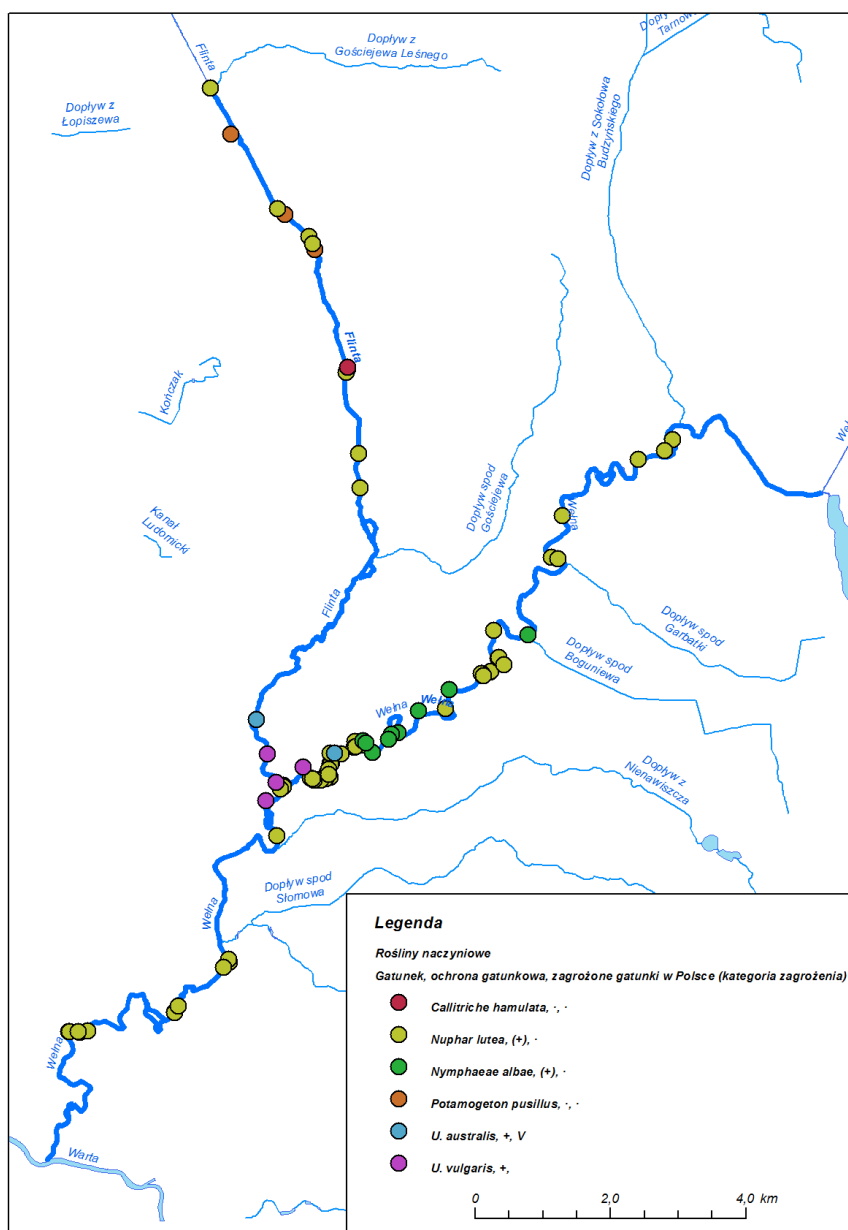 Dopływ z
Tarnow
Flinta
Dopływ z
Gościejewa Leśnego
Dopływ z
Łopiszewa
Dopływ z Sokołowa
Budzyńskiego
Flinta
Kończak
Weł
Kanał
Ludomicki
Dopływ spod
Gościejewa
Wełna
Flinta
Dopływ spod
Garbatki
Dopływ spod
Boguniewa
Wełna
Wełna
Dopływ z
Nienawiszcza
Dopływ spod
Słomowa
Wełna
Wełna
Warta
Legenda
Rośliny naczyniowe
Gatunek, ochrona gatunkowa, zagrożone gatunki w Polsce (kategoria zagrożenia)
Callitriche hamulata, ·, ·
Nuphar lutea, (+), ·
Nymphaeae albae, (+), ·
Potamogeton pusillus, ·, ·
U. australis, +, V
U. vulgaris, +,
0 2,0 4,0 km